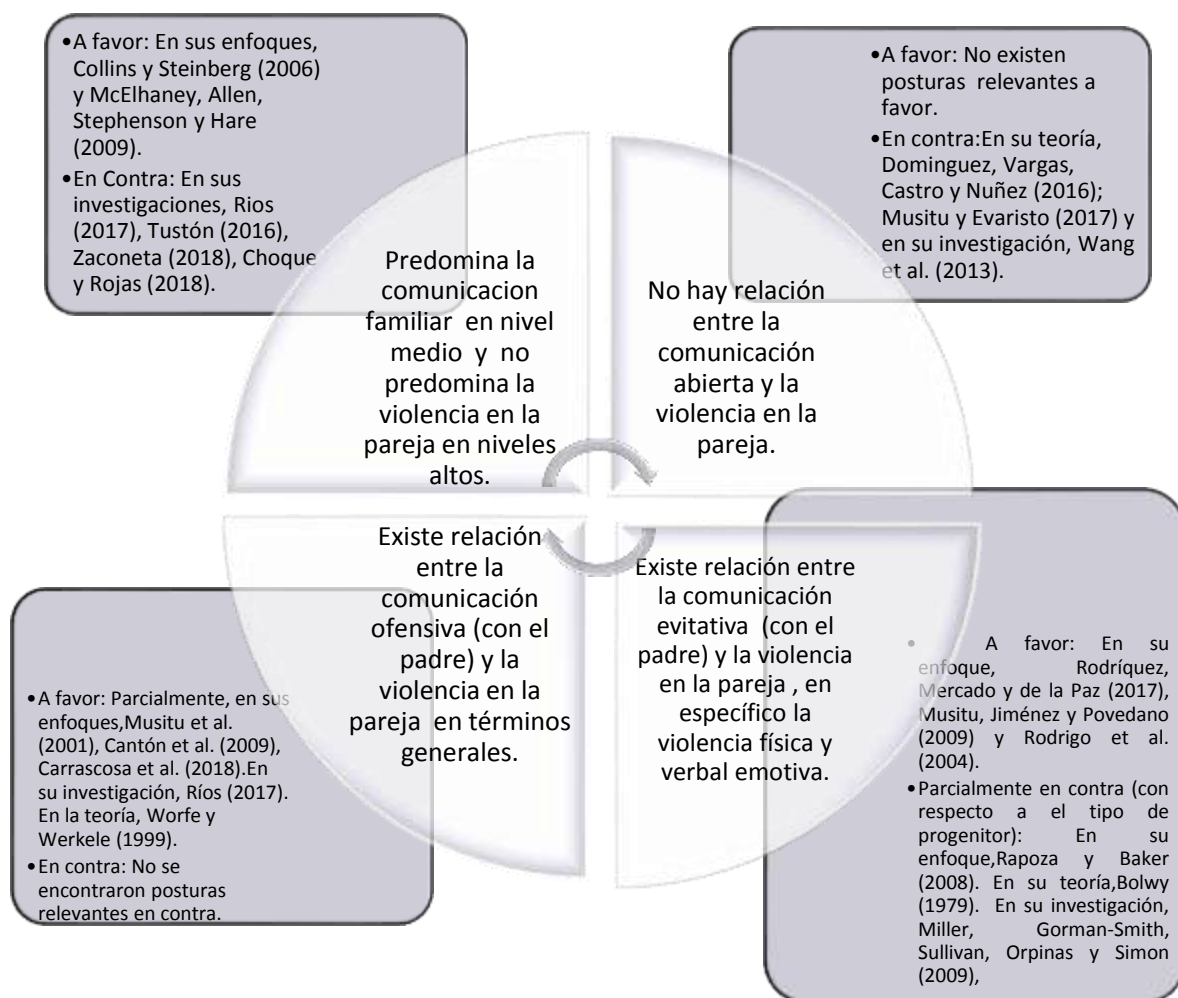 •A favor: En sus enfoques,
Collins y Steinberg (2006)
y McElhaney, Allen,
Stephenson y Hare
(2009).
•En Contra: En sus
investigaciones, Rios
(2017), Tustón (2016),
Zaconeta (2018), Choque
y Rojas (2018).
•A favor: No existen
posturas relevantes a
favor.
•En contra:En su teoría,
Dominguez, Vargas,
Castro y Nuñez (2016);
Musitu y Evaristo (2017) y
en su investigación, Wang
et al. (2013).
Predomina la
comunicacion
familiar en nivel
medio y no
predomina la
violencia en la
pareja en niveles
altos.
No hay relación
entre la
comunicación
abierta y la
violencia en la
pareja.
Existe relación
entre la
comunicación
ofensiva (con el
padre) y la
violencia en la
pareja en términos
generales.
Existe relación entre
la comunicación
evitativa (con el
padre) y la violencia
en la pareja , en
específico la
violencia física y
verbal emotiva.
•A favor: Parcialmente, en sus
enfoques,Musitu et al.
(2001), Cantón et al. (2009),
Carrascosa et al. (2018).En
su investigación, Ríos (2017).
En la teoría, Worfe y
Werkele (1999).
•En contra: No se
encontraron posturas
relevantes en contra.
• A favor: En su
enfoque, Rodríquez,
Mercado y de la Paz (2017),
Musitu, Jiménez y Povedano
(2009) y Rodrigo et al.
(2004).
•Parcialmente en contra (con
respecto a el tipo de
progenitor): En su
enfoque,Rapoza y Baker
(2008). En su teoría,Bolwy
(1979). En su investigación,
Miller, Gorman-Smith,
Sullivan, Orpinas y Simon
(2009),